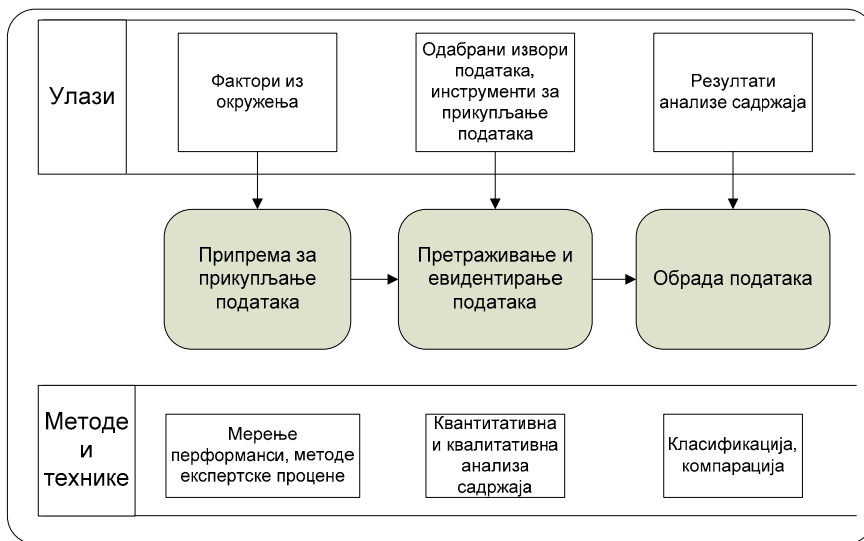 Улази
Фактори из
окружења
Одабрани извори
података,
инструменти за
прикупљање
података
Резултати
анализе садржаја
Припрема за
прикупљање
података
Претраживање и
евидентирање
података
Обрада података
Методе
и
технике
Мерење
перформанси, методе
експертске процене
Квантитативна
и квалитативна
анализа
садржаја
Класификација,
компарација